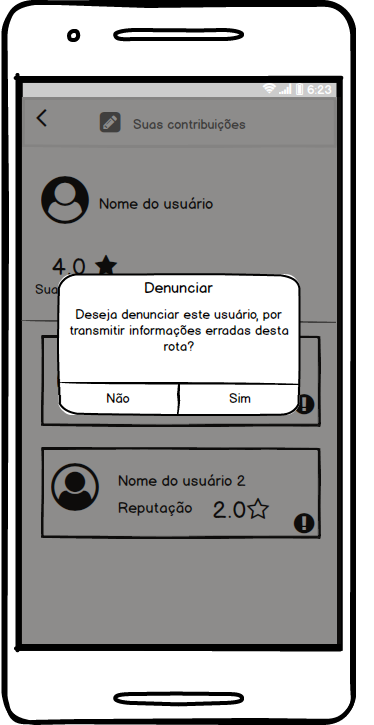 6:23
Suas contribuições
Nome do usuário
4.0
Sua
Denunciar
Deseja denunciar este usuário, por
transmitir informações erradas desta
rota?
Não Sim
Nome do usuário 2
Reputação 2.0